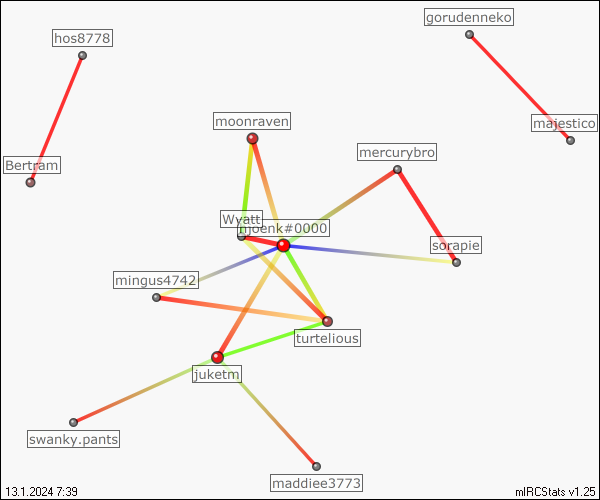 gorudenneko
hos8778
moonraven
majestico
mercurybro
Bertram
Wyatt
joenk#0000
sorapie
mingus4742
turtelious
juketm
swanky.pants
maddiee3773
13.1.2024 7:39
mIRCStats v1.25